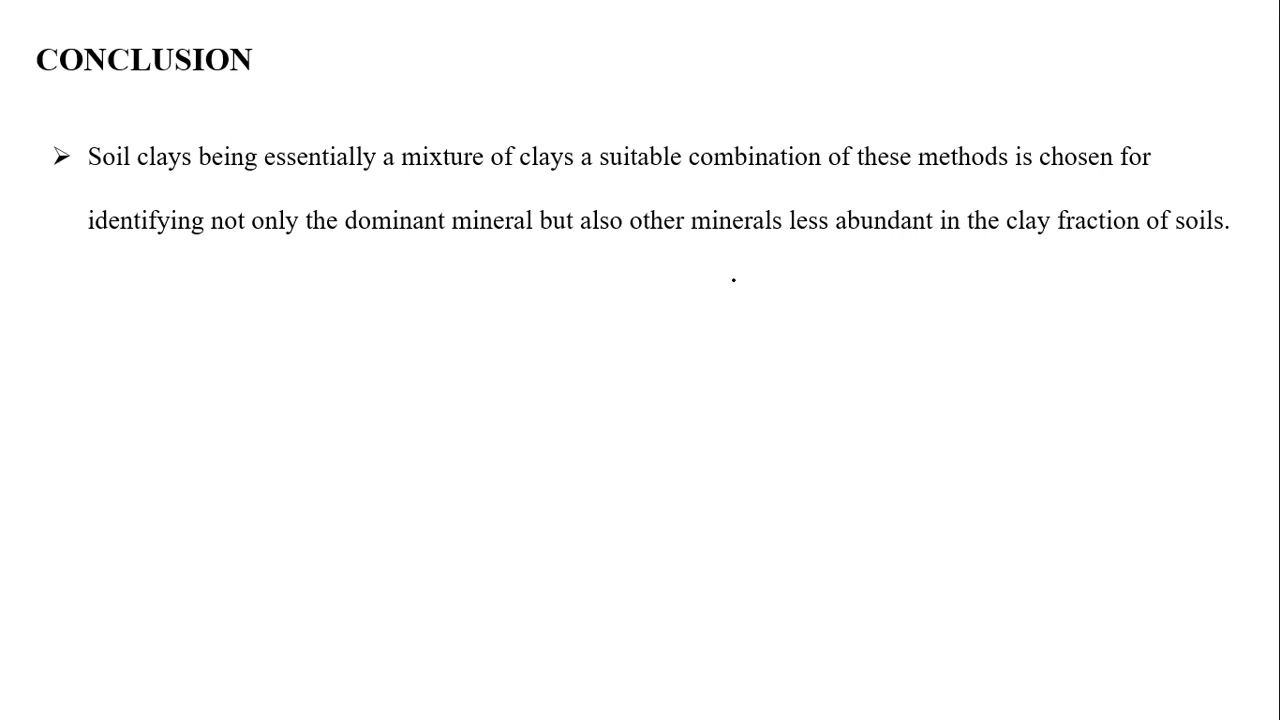 CONCLUSION
➢ Soil clays being essentially a mixture of clays a suitable combination of these methods is chosen for
identifying not only the dominant mineral but also other minerals less abundant in the clay fraction of soils.